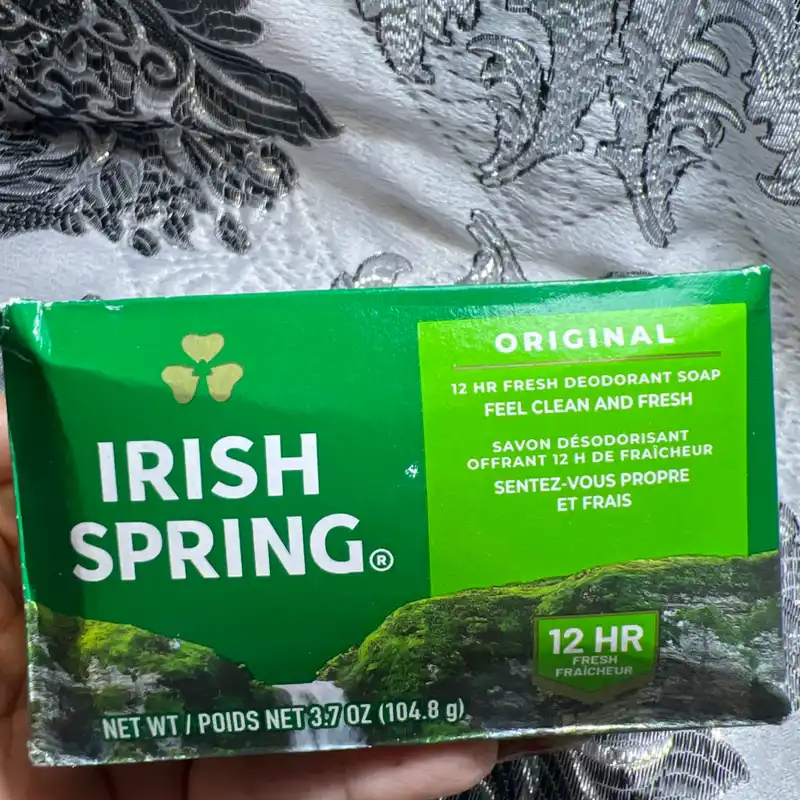 IRISH
SPRING®
ORIGINAL
12 HR FRESH DEODORANT SOAP
FEEL CLEAN AND FRESH
SAVON DÉSODORISANT
OFFRANT 12 H DE FRAÎCHEUR
SENTEZ-VOUS PROPRE
ET FRAIS
12 HR
FRESH
FRAÎCHEUR
NET WT / POIDS NET 3.7 OZ (104.8 g)